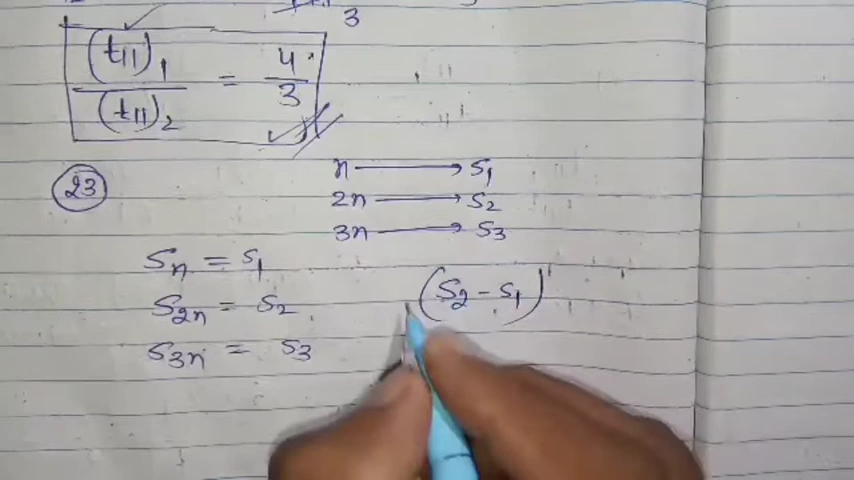 3
(t11)1 / (t11)2 = 4/3
23
n → S1
2n → S2
3n → S3
Sn = S1
S2n = S2
(S2 - S1)
S3n = S3